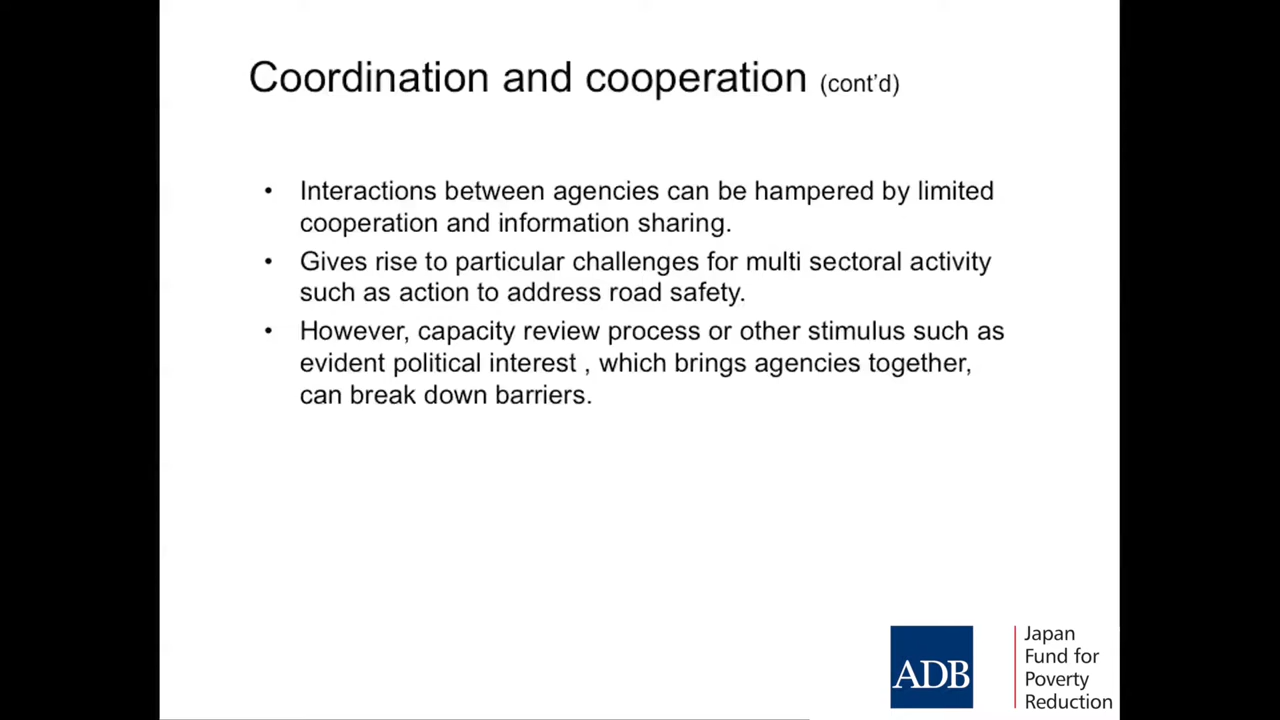 Coordination and cooperation (cont’d)
• Interactions between agencies can be hampered by limited
cooperation and information sharing.
• Gives rise to particular challenges for multi sectoral activity
such as action to address road safety.
• However, capacity review process or other stimulus such as
evident political interest , which brings agencies together,
can break down barriers.
ADB
Japan
Fund for
Poverty
Reduction